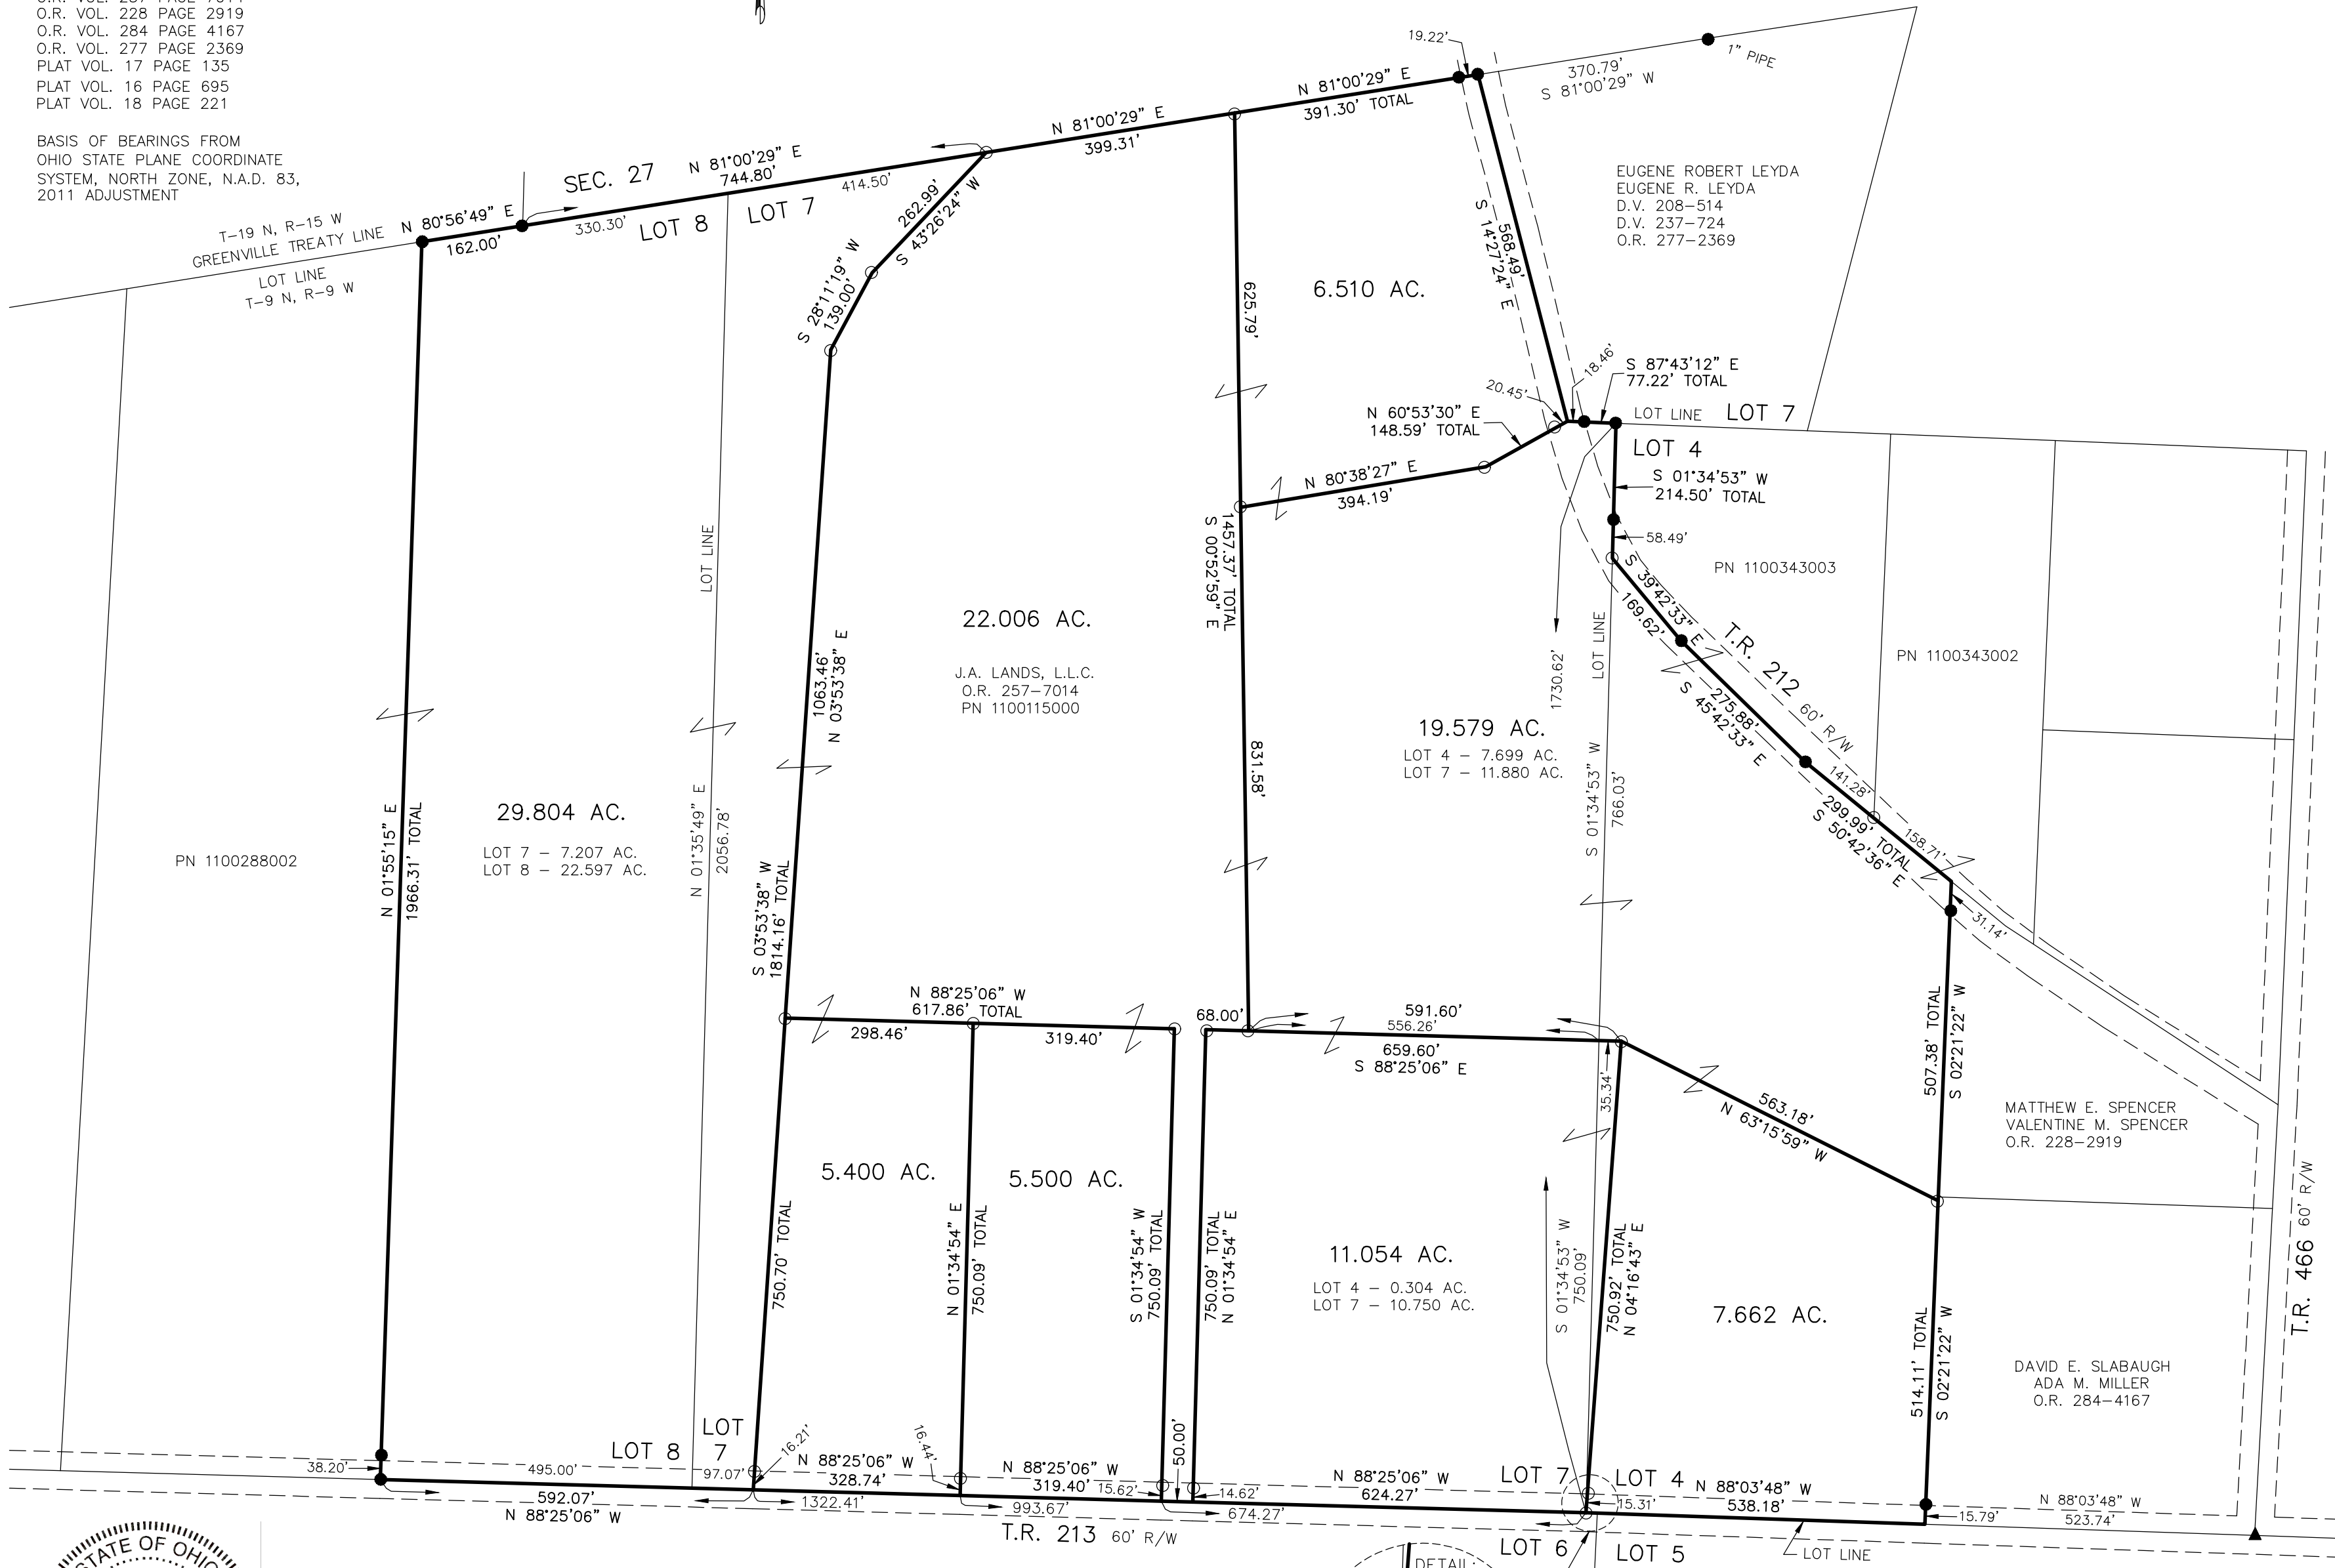 O.R. VOL. 228 PAGE 2919
O.R. VOL. 284 PAGE 4167
O.R. VOL. 277 PAGE 2369
PLAT VOL. 17 PAGE 135
PLAT VOL. 16 PAGE 695
PLAT VOL. 18 PAGE 221
BASIS OF BEARINGS FROM
OHIO STATE PLANE COORDINATE
SYSTEM, NORTH ZONE, N.A.D. 83,
2011 ADJUSTMENT
T-19 N, R-15 W
GREENVILLE TREATY LINE
LOT LINE
T-9 N, R-9 W
N 80°56'49" E
162.00'
SEC. 27
330.30'
LOT 8
N 81°00'29" E
744.80'
LOT 7
414.50'
N 81°00'29" E
399.31'
N 81°00'29" E
391.30' TOTAL
19.22'
370.79'
S 81°00'29" W
1" PIPE
EUGENE ROBERT LEYDA
EUGENE R. LEYDA
D.V. 208-514
D.V. 237-724
O.R. 277-2369
262.99'
S 43°26'24" W
S 28°11'19" W
139.00'
625.79'
6.510 AC.
568.49'
S 14°27'24" E
18.46'
20.45'
S 87°43'12" E
77.22' TOTAL
LOT LINE
LOT 7
LOT 4
N 60°53'30" E
148.59' TOTAL
N 80°38'27" E
394.19'
S 01°34'53" W
214.50' TOTAL
58.49'
PN 1100343003
S 39°42'33" E
169.62'
T.R. 212
60' R/W
PN 1100343002
275.88'
S 45°42'33" E
141.28'
299.99' TOTAL
S 50°42'36" E
158.71'
31.14'
LOT LINE
1457.37' TOTAL
S 00°52'59" E
22.006 AC.
J.A. LANDS, L.L.C.
O.R. 257-7014
PN 1100115000
1063.46'
N 03°53'38" E
1730.62'
LOT LINE
19.579 AC.
LOT 4 - 7.699 AC.
LOT 7 - 11.880 AC.
831.58'
S 01°34'53" W
766.03'
PN 1100288002
N 01°55'15" E
1966.31' TOTAL
29.804 AC.
LOT 7 - 7.207 AC.
LOT 8 - 22.597 AC.
N 01°35'49" E
2056.78'
S 03°53'38" W
1814.16' TOTAL
N 88°25'06" W
617.86' TOTAL
298.46'
319.40'
68.00'
591.60'
556.26'
659.60'
S 88°25'06" E
35.34'
563.18'
N 63°15'59" W
507.38' TOTAL
S 02°21'22" W
MATTHEW E. SPENCER
VALENTINE M. SPENCER
O.R. 228-2919
5.400 AC.
5.500 AC.
750.70' TOTAL
N 01°34'54" E
750.09' TOTAL
S 01°34'54" W
750.09' TOTAL
750.09' TOTAL
N 01°34'54" E
11.054 AC.
LOT 4 - 0.304 AC.
LOT 7 - 10.750 AC.
S 01°34'53" W
750.09'
750.92' TOTAL
N 04°16'43" E
7.662 AC.
514.11' TOTAL
S 02°21'22" W
DAVID E. SLABAUGH
ADA M. MILLER
O.R. 284-4167
T.R. 466
60' R/W
38.20'
495.00'
592.07'
N 88°25'06" W
LOT 8
LOT
7
97.07'
16.21'
N 88°25'06" W
328.74'
1322.41'
16.44'
N 88°25'06" W
319.40'
993.67'
15.62'
50.00'
14.62'
674.27'
N 88°25'06" W
624.27'
LOT 7
LOT 4
15.31'
N 88°03'48" W
538.18'
15.79'
N 88°03'48" W
523.74'
T.R. 213
60' R/W
LOT 6
LOT 5
LOT LINE
DETAIL:
STATE OF OHIO